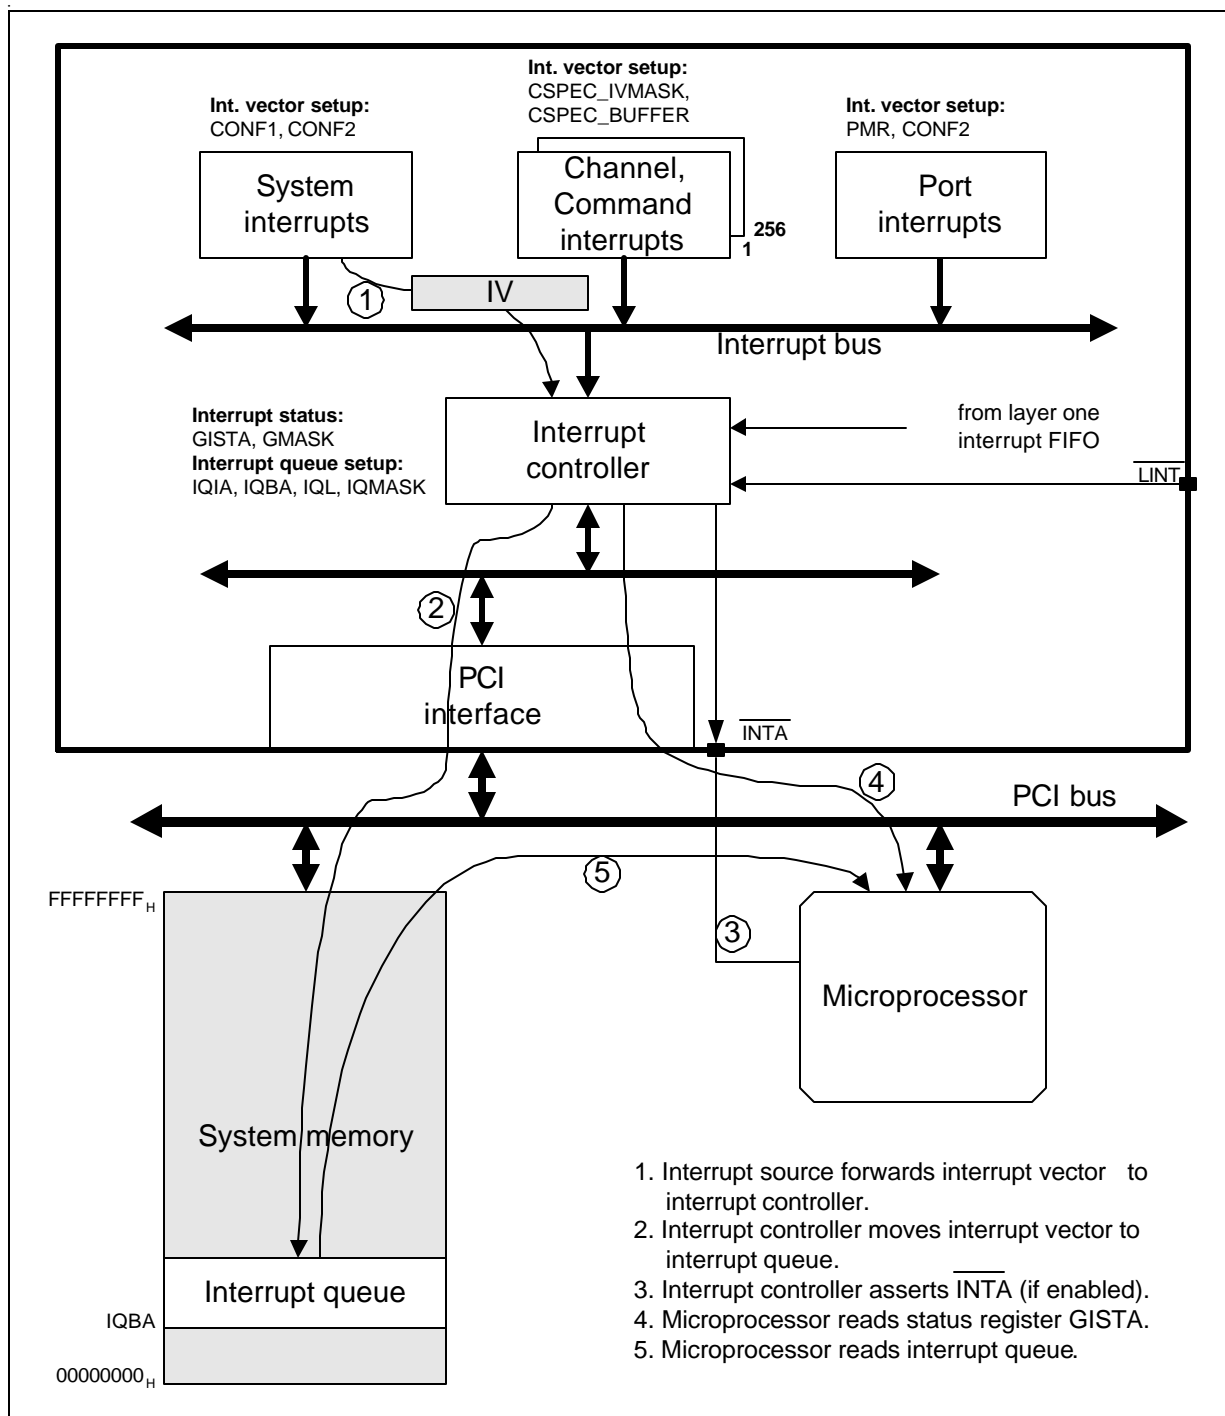 Int. vector setup:
CSPEC_IVMASK,
CSPEC_BUFFER
Int. vector setup:
CONF1, CONF2
Int. vector setup:
PMR, CONF2
System
interrupts
Channel,
Command
interrupts
256
1
Port
interrupts
1
IV
Interrupt bus
Interrupt status:
GISTA, GMASK
Interrupt queue setup:
IQIA, IQBA, IQL, IQMASK
Interrupt
controller
from layer one
interrupt FIFO
LINT
2
PCI
interface
INTA
4
PCI bus
5
FFFFFFFF H
3
Microprocessor
System memory
Interrupt queue
IQBA
00000000 H
1. Interrupt source forwards interrupt vector to
interrupt controller.
2. Interrupt controller moves interrupt vector to
interrupt queue.
3. Interrupt controller asserts INTA (if enabled).
4. Microprocessor reads status register GISTA.
5. Microprocessor reads interrupt queue.